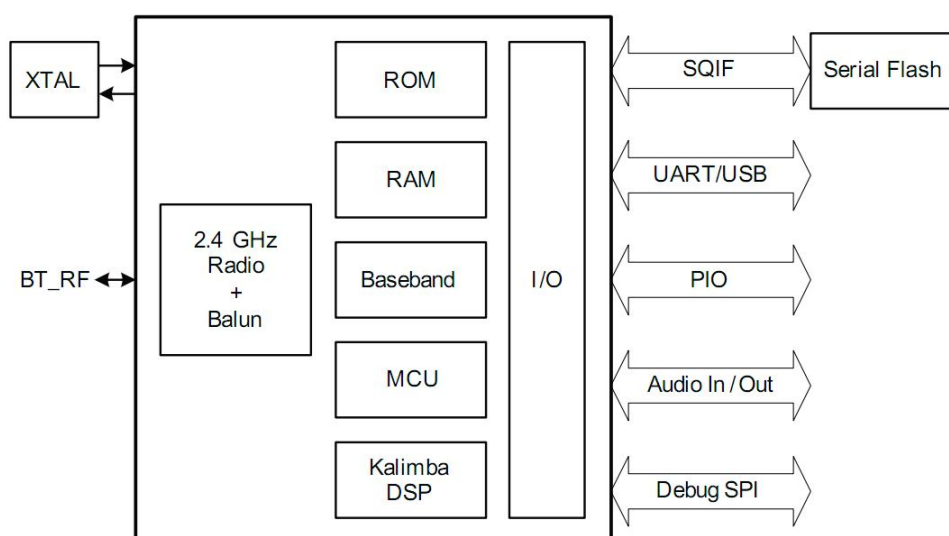 XTAL
BT_RF
2.4 GHz
Radio
+
Balun
ROM
RAM
Baseband
MCU
Kalimba
DSP
I/O
SQIF
UART/USB
PIO
Audio In / Out
Debug SPI
Serial Flash